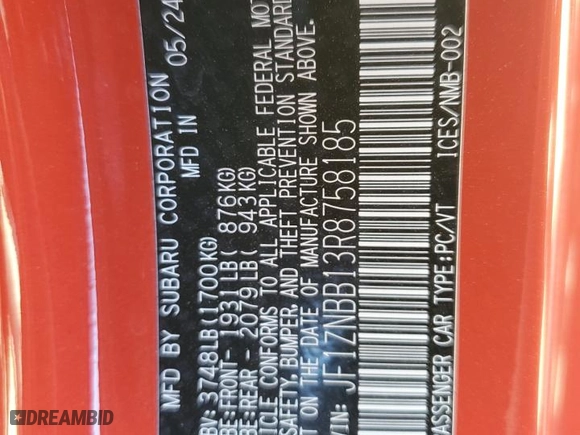 MFD BY SUBARU CORPORATION 05/24
MFD IN
3748LB(1700KG)
FRONT- 1931LB( 876KG)
REAR - 2079LB( 943KG)
CONFORMS TO ALL APPLICABLE FEDERAL
SAFETY,BUMPER,AND THEFT PREVENTION
ON THE DATE OF MANUFACTURE SHOWN ABOVE.
JF1ZNBB13R8758185
CAR TYPE:PC/VT ICES/NMB-002
DREAMBID